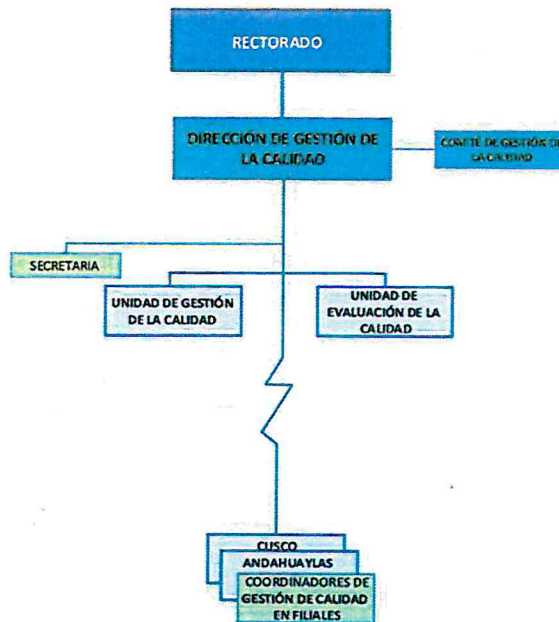 RECTORADO
DIRECCIÓN DE GESTIÓN DE
LA CALIDAD
COMITÉ DE GESTIÓN DE
LA CALIDAD
SECRETARIA
UNIDAD DE GESTIÓN
DE LA CALIDAD
UNIDAD DE
EVALUACIÓN DE LA
CALIDAD
CUSCO
ANDAHUAYLAS
COORDINADORES DE
GESTIÓN DE CALIDAD
EN FILIALES